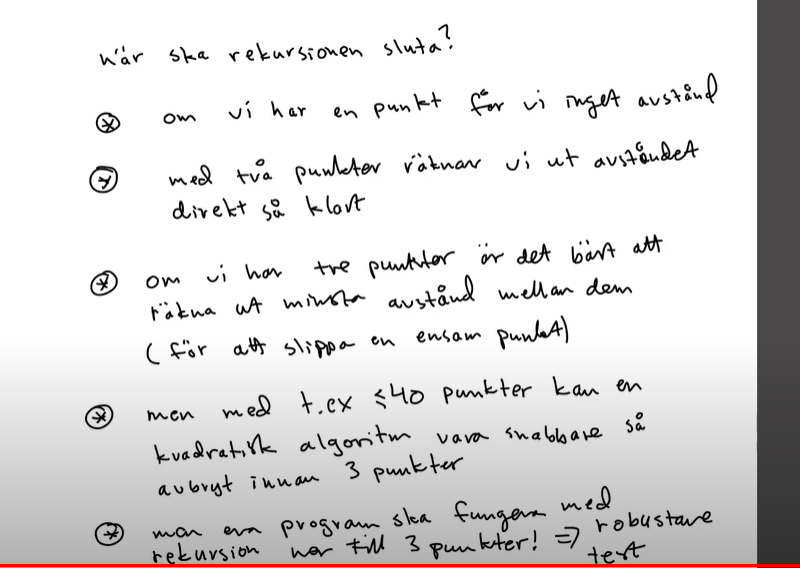 när ska rekursionen sluta?
om vi har en punkt får vi inget avstånd
med två punkter räknar vi ut avståndet
direkt så klart
om vi har tre punkter är det bäst att
räkna ut minsta avstånd mellan dem
(för att slippa en ensam punkt)
men med t.ex ≤40 punkter kan en
kvadratisk algoritm vara snabbare så
avbryt innan 3 punkter
men era program ska fungera med
rekursion ner till 3 punkter! => robustare
test